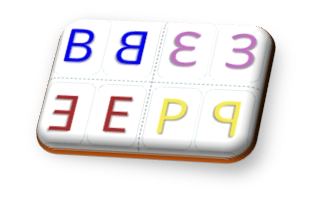 B ᗺ Ɛ 3
Ǝ E P ꟼ